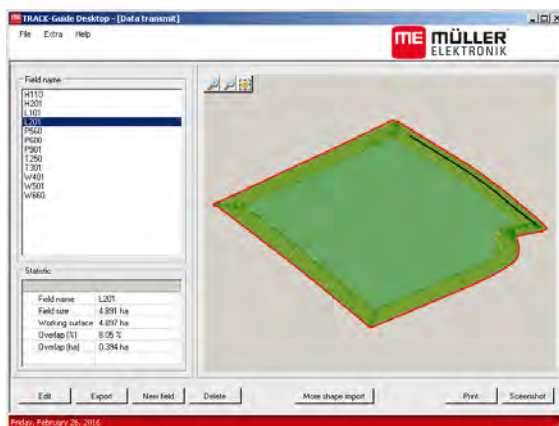 TRACK-Guide Desktop - [Data transmit]
File Extra Help
ME MÜLLER
ELEKTRONIK
Field name
H110
H201
L101
L201
P560
P600
P901
T250
T301
W401
W501
W660
Statistic
Field name L201
Field size 4.891 ha
Working surface 4.897 ha
Overlap (%) 8.05 %
Overlap (ha) 0.394 ha
Edit Export New field Delete More shape import Print Sceenshot
Friday, February 26, 2016